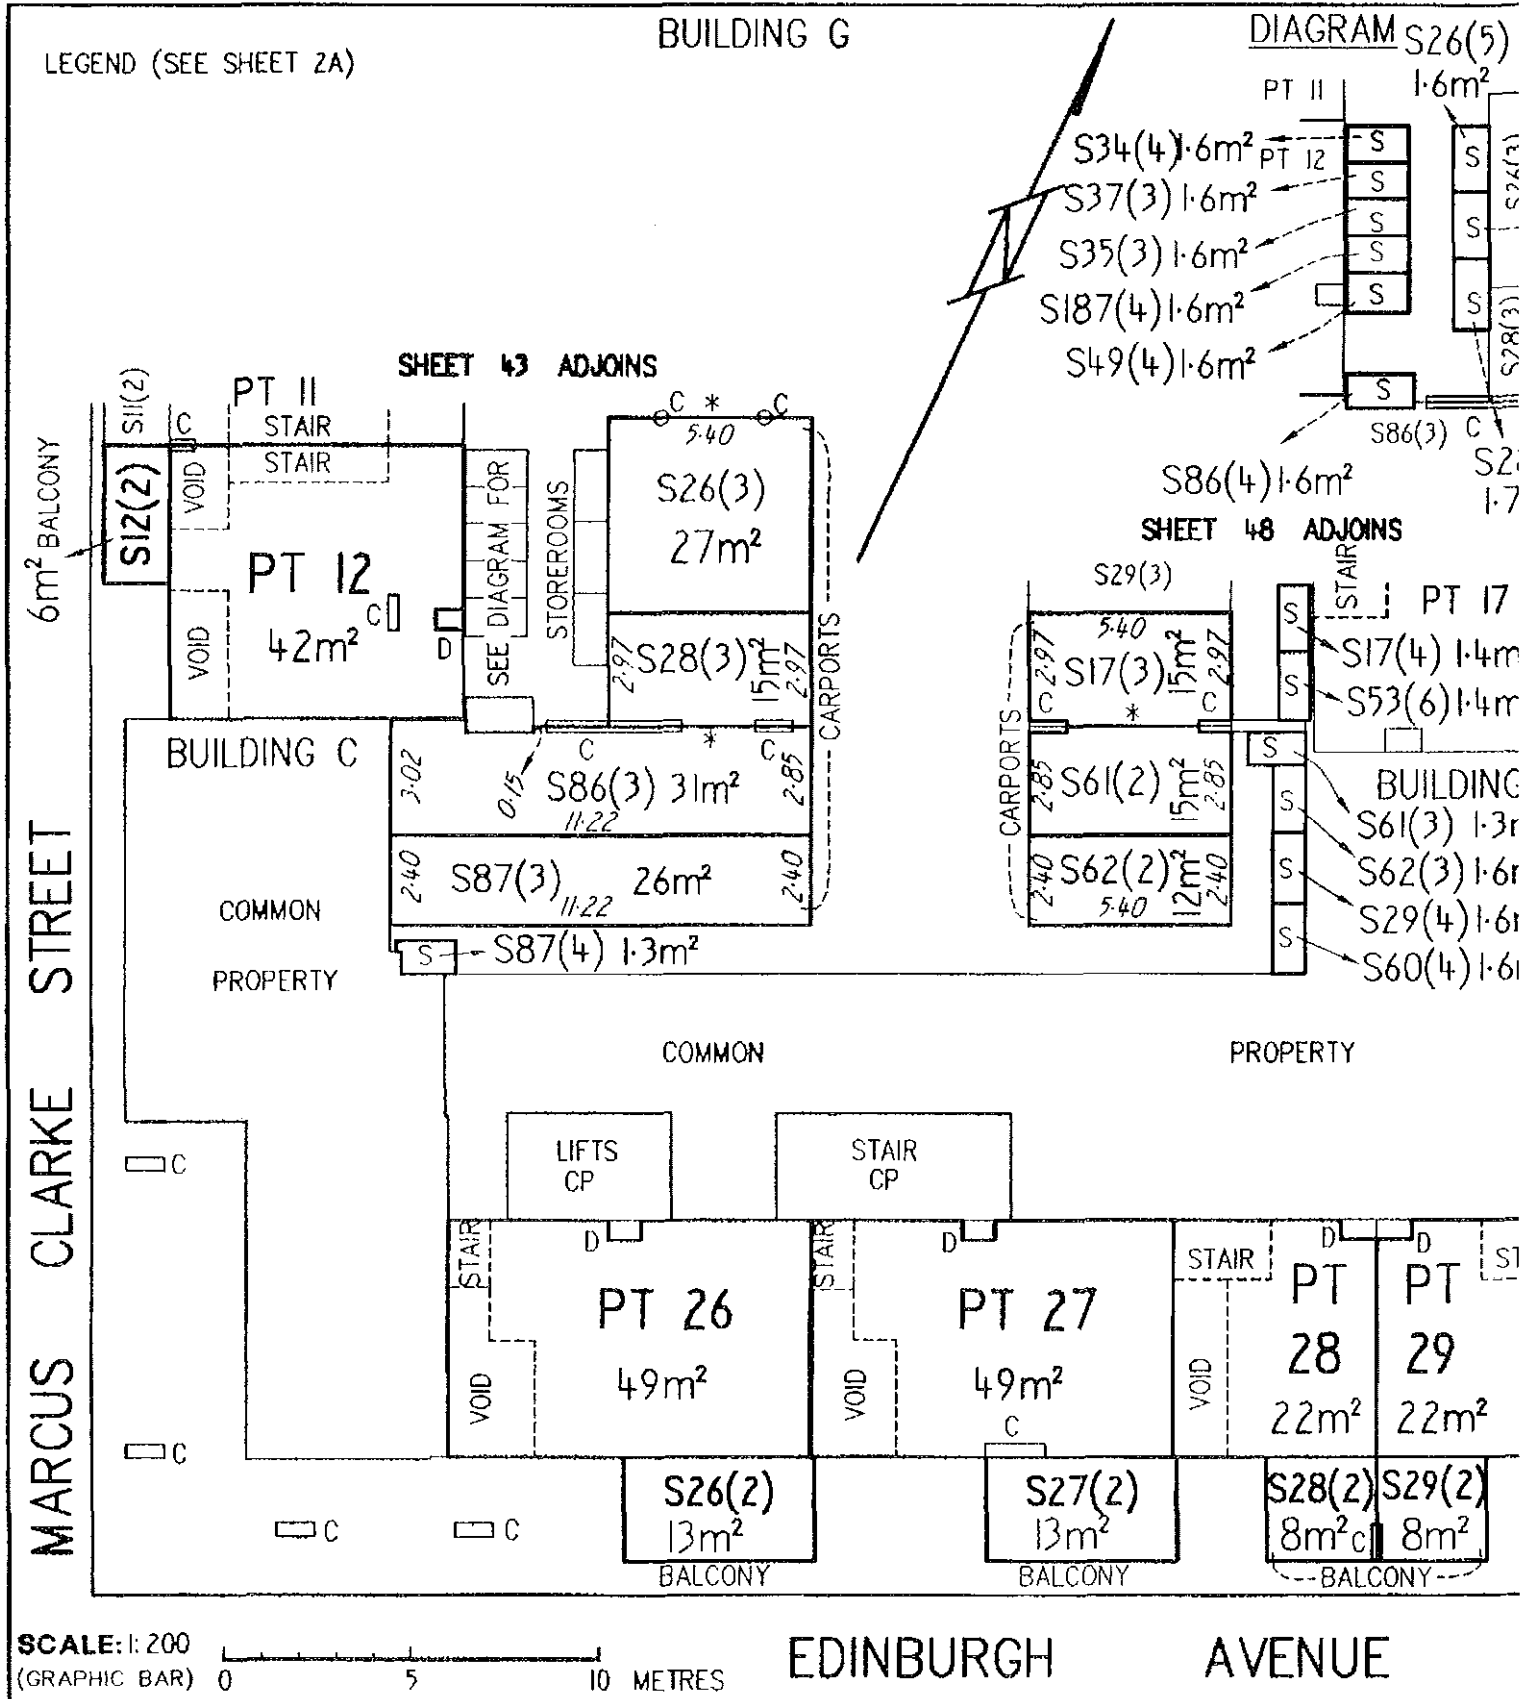 BUILDING G
LEGEND (SEE SHEET 2A)
DIAGRAM
S26(5)
1·6m²
PT 11
PT 12
S34(4) 1·6m²
S37(3) 1·6m²
S35(3) 1·6m²
S187(4) 1·6m²
S49(4) 1·6m²
S
S
S
S
S
S
S
S
S
S26(3)
S28(3)
S86(3)
C
S86(4) 1·6m²
1·7
SHEET 43 ADJOINS
SHEET 48 ADJOINS
S11(2)
PT 11
C
STAIR
STAIR
VOID
6m² BALCONY
S12(2)
PT 12
42m²
C
D
VOID
SEE DIAGRAM FOR
STOREROOMS
C * C
5·40
S26(3)
27m²
2·97
S28(3)
15m²
2·97
CARPORTS
BUILDING C
C
*
C
3·02
0·15
S86(3) 31m²
11·22
2·85
2·40
S87(3)
11·22
26m²
2·40
S
S87(4) 1·3m²
S29(3)
5·40
2·97
S17(3)
15m²
2·97
C
*
C
CARPORTS
2·85
S61(2)
15m²
2·85
2·40
S62(2)
5·40
12m²
2·40
STAIR
PT 17
S
S17(4) 1·4m
S
S53(6) 1·4m
S
BUILDING
S61(3) 1·3m
S
S62(3) 1·6m
S
S29(4) 1·6m
S
S60(4) 1·6m
COMMON
PROPERTY
COMMON
PROPERTY
MARCUS CLARKE STREET
LIFTS
CP
STAIR
CP
C
C
C
C
STAIR
D
PT 26
49m²
VOID
STAIR
D
PT 27
49m²
VOID
C
STAIR
D
PT
28
22m²
VOID
D
PT
29
22m²
ST
S26(2)
13m²
BALCONY
S27(2)
13m²
BALCONY
S28(2)
8m²
C
S29(2)
8m²
BALCONY
SCALE: 1:200
(GRAPHIC BAR)
0 5 10 METRES
EDINBURGH AVENUE